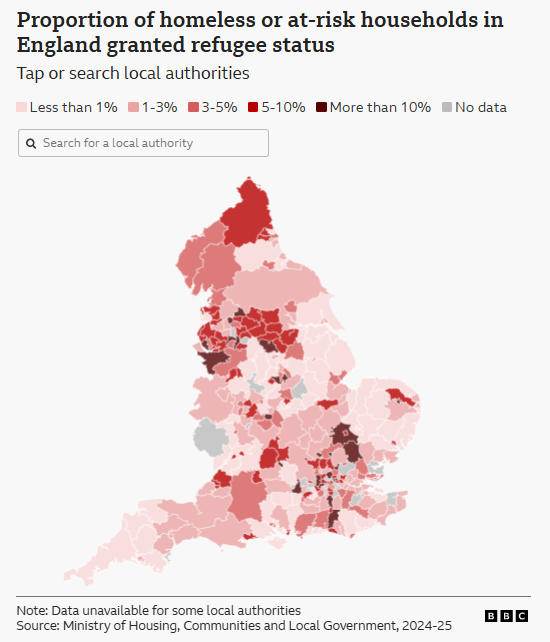 Proportion of homeless or at-risk households in
England granted refugee status
Tap or search local authorities
Less than 1% 1-3% 3-5% 5-10% More than 10% No data
Search for a local authority
Note: Data unavailable for some local authorities
Source: Ministry of Housing, Communities and Local Government, 2024-25
BBC